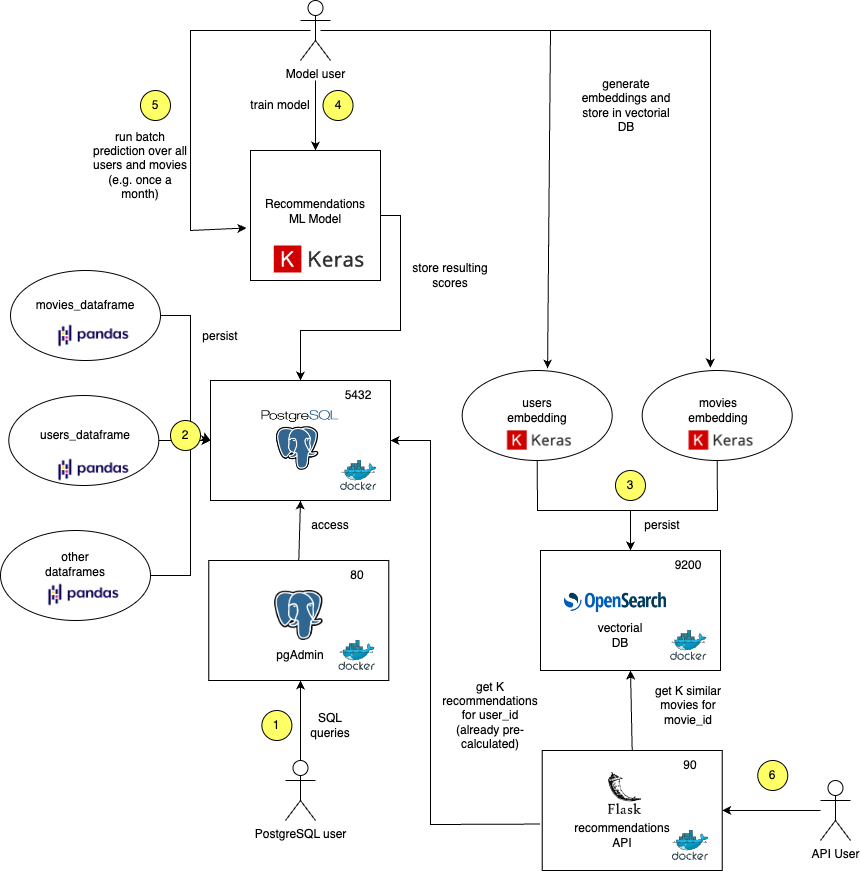 Model user
5
train model
4
generate
embeddings and
store in vectorial
DB
run batch
prediction over all
users and movies
(e.g. once a
month)
Recommendations
ML Model
K Keras
store resulting
scores
movies_dataframe
pandas
persist
5432
PostgreSQL
docker
users_dataframe
pandas
2
users
embedding
K Keras
movies
embedding
K Keras
3
persist
access
other
dataframes
pandas
80
pgAdmin
docker
9200
OpenSearch
vectorial
DB
docker
get K
recommendations
for user_id
(already pre-
calculated)
get K similar
movies for
movie_id
1
SQL
queries
PostgreSQL user
90
Flask
recommendations
API
docker
6
API User